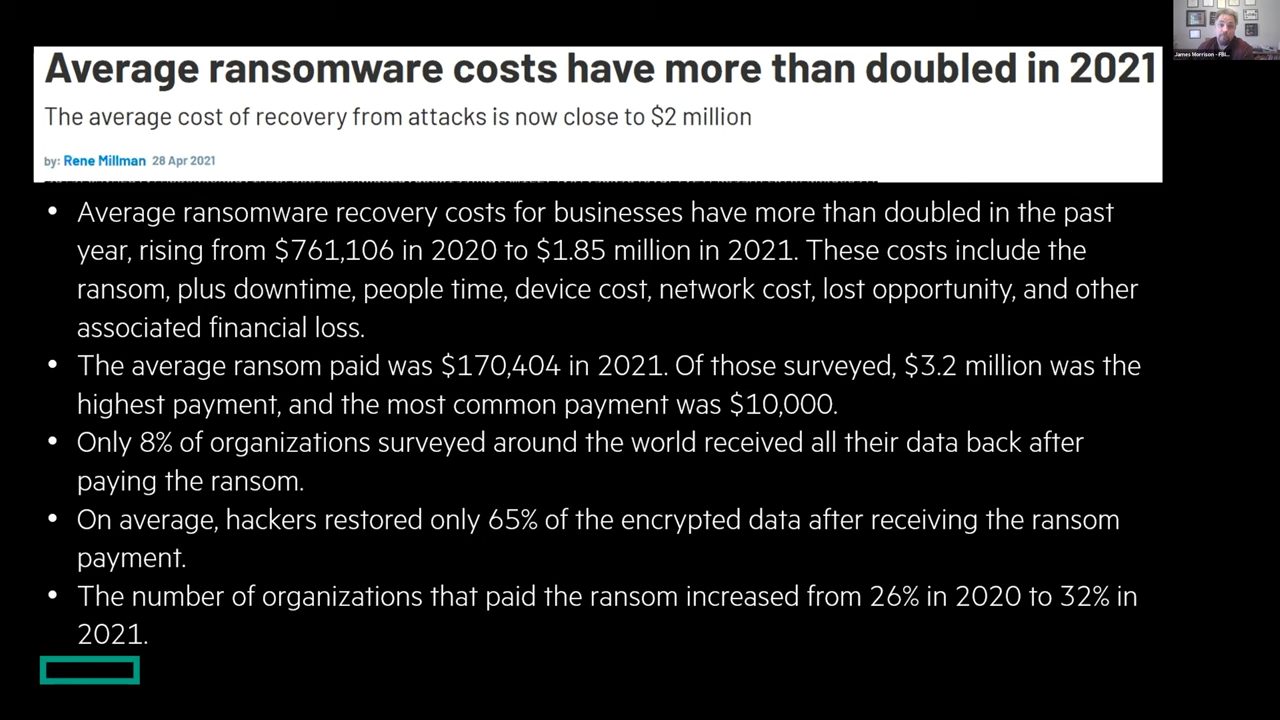 James Morrison - FBI...
Average ransomware costs have more than doubled in 2021
The average cost of recovery from attacks is now close to $2 million
by: Rene Millman 28 Apr 2021
• Average ransomware recovery costs for businesses have more than doubled in the past
year, rising from $761,106 in 2020 to $1.85 million in 2021. These costs include the
ransom, plus downtime, people time, device cost, network cost, lost opportunity, and other
associated financial loss.
• The average ransom paid was $170,404 in 2021. Of those surveyed, $3.2 million was the
highest payment, and the most common payment was $10,000.
• Only 8% of organizations surveyed around the world received all their data back after
paying the ransom.
• On average, hackers restored only 65% of the encrypted data after receiving the ransom
payment.
• The number of organizations that paid the ransom increased from 26% in 2020 to 32% in
2021.